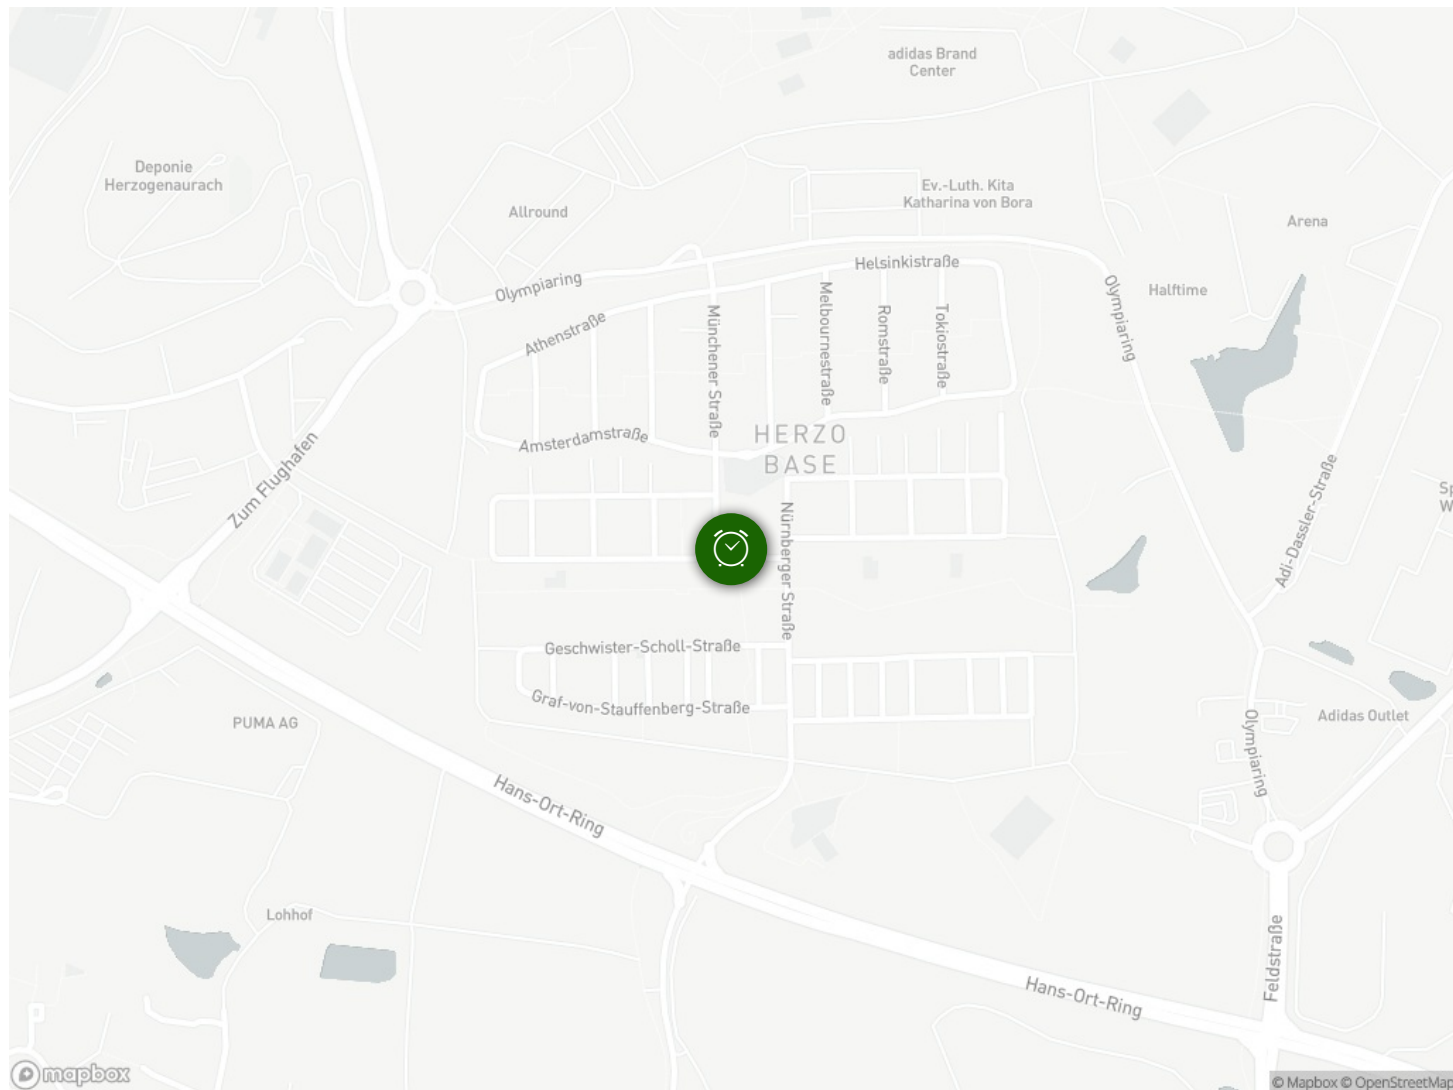 adidas Brand
Center
Deponie
Herzogenaurach
Ev.-Luth. Kita
Katharina von Bora
Allround
Arena
Helsinkistraße
Olympiaring
Halftime
Olympiaring
Athenstraße
Münchener Straße
Melbournestraße
Romstraße
Tokiostraße
Amsterdamstraße
HERZO
BASE
Zum Flughafen
Adi-Dassler-Straße
Sp
W
Nürnberger Straße
Geschwister-Scholl-Straße
Graf-von-Stauffenberg-Straße
PUMA AG
Adidas Outlet
Olympiaring
Hans-Ort-Ring
Lohhof
Feldstraße
Hans-Ort-Ring
mapbox
© Mapbox © OpenStreetMap